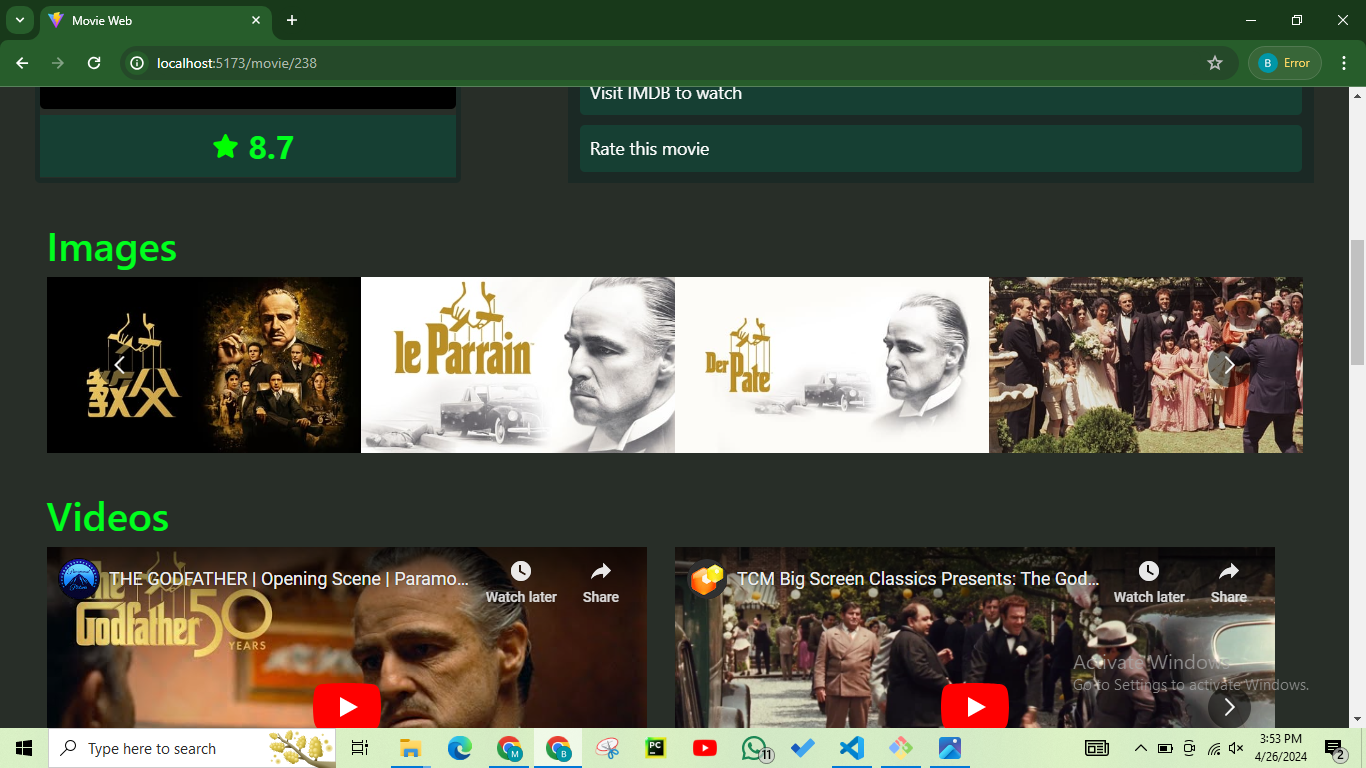 Movie Web
localhost:5173/movie/238
B
Error
Visit IMDB to watch
8.7
Rate this movie
Images
教父
le Parrain
Der Pate
Videos
THE GODFATHER | Opening Scene | Paramo...
Watch later
Share
The Godfather 50 YEARS
TCM Big Screen Classics Presents: The God...
Watch later
Share
Activate Windows
Go to Settings to activate Windows.
Type here to search
M
B
PC
11
3:53 PM
4/26/2024
2